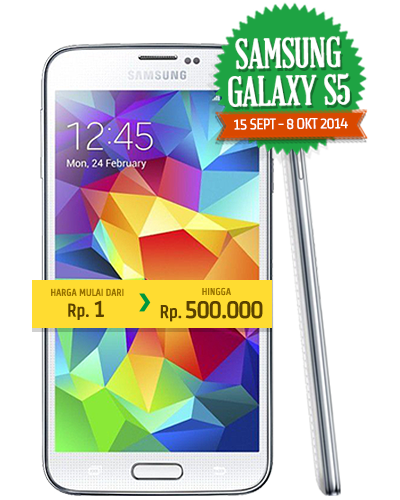 SAMSUNG
GALAXY S5
15 SEPT – 8 OKT 2014
SAMSUNG
12:45
Mon, 24 February
HARGA MULAI DARI
Rp. 1
HINGGA
Rp. 500.000